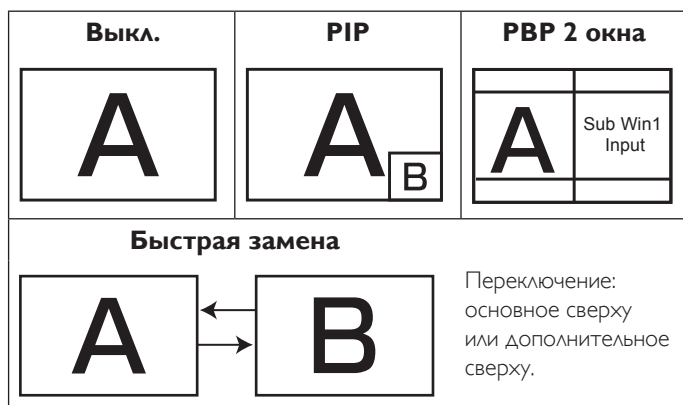 Выкл.
PIP
PBP 2 окна
A
A
B
A
Sub Win1
Input
Быстрая замена
A
B
Переключение:
основное сверху
или дополнительное
сверху.